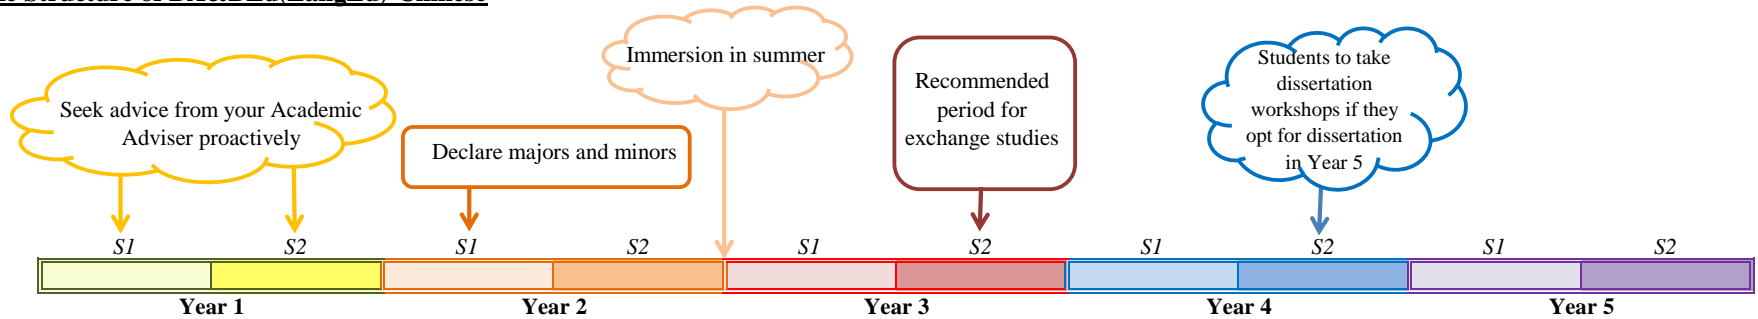 Immersion in summer
Seek advice from your Academic
Adviser proactively
Declare majors and minors
Recommended
period for
exchange studies
Students to take
dissertation
workshops if they
opt for dissertation
in Year 5
S1 S2 S1 S2 S1 S2 S1 S2 S1 S2
Year 1 Year 2 Year 3 Year 4 Year 5